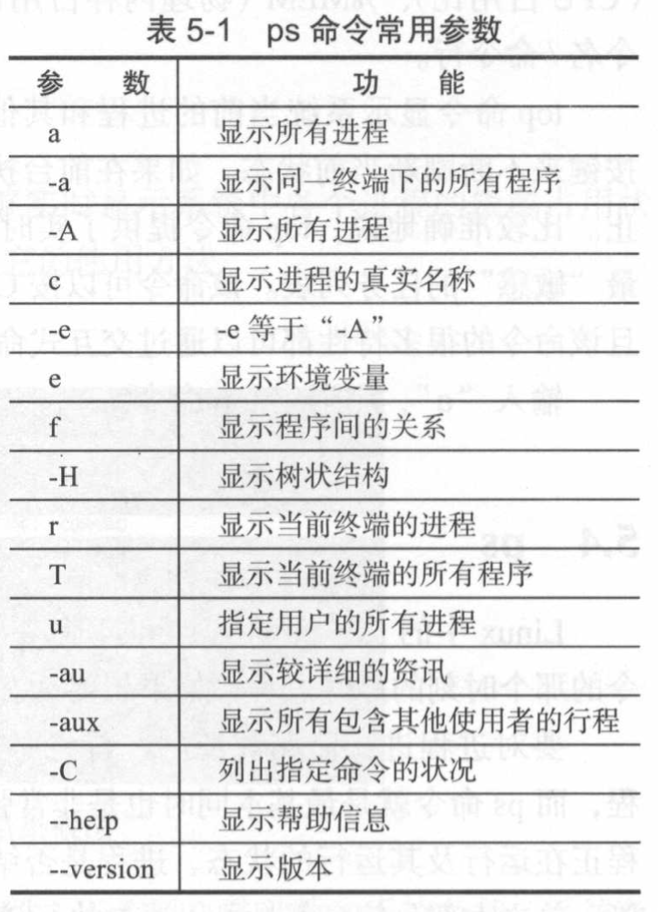 表 5-1 ps 命令常用参数
参 数 功 能
a 显示所有进程
-a 显示同一终端下的所有程序
-A 显示所有进程
c 显示进程的真实名称
-e -e 等于“-A”
e 显示环境变量
f 显示程序间的关系
-H 显示树状结构
r 显示当前终端的进程
T 显示当前终端的所有程序
u 指定用户的所有进程
-au 显示较详细的资讯
-aux 显示所有包含其他使用者的行程
-C 列出指定命令的状况
--help 显示帮助信息
--version 显示版本